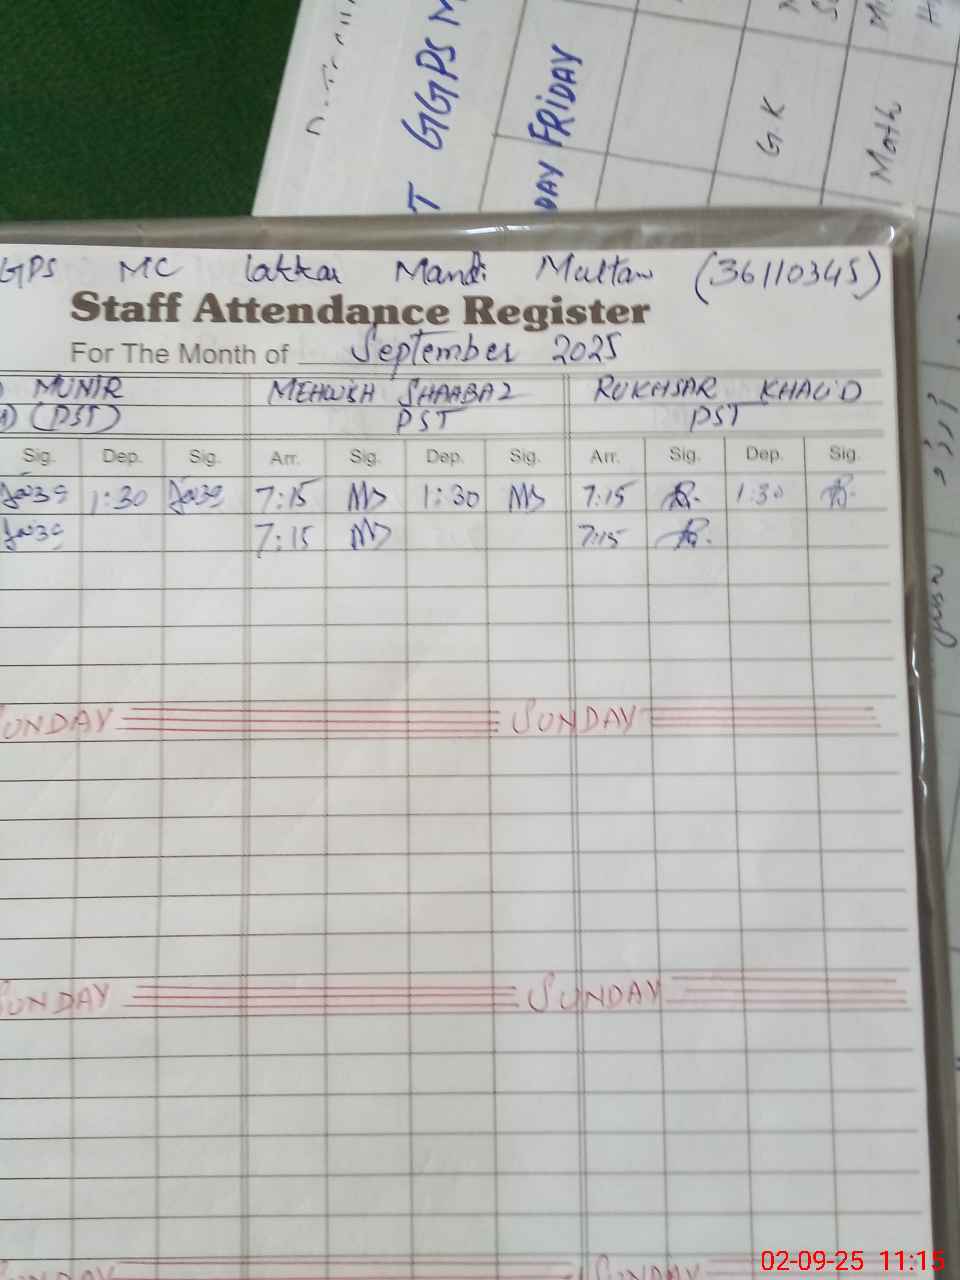 GGPS M
T
DAY FRIDAY
G.K
Math
GPS MC lakkar Mandi Multan (36110345)
Staff Attendance Register
For The Month of September 2025
MUNIR MEHWISH SHAHBAZ RUKHSAR KHALID
(PST) PST PST
Sig. Dep. Sig. Arr. Sig. Dep. Sig. Arr. Sig. Dep. Sig.
1:30 7:15 1:30 7:15 1:30
7:15 7:15
SUNDAY SUNDAY
SUNDAY SUNDAY
SUNDAY SUNDAY
02-09-25 11:15